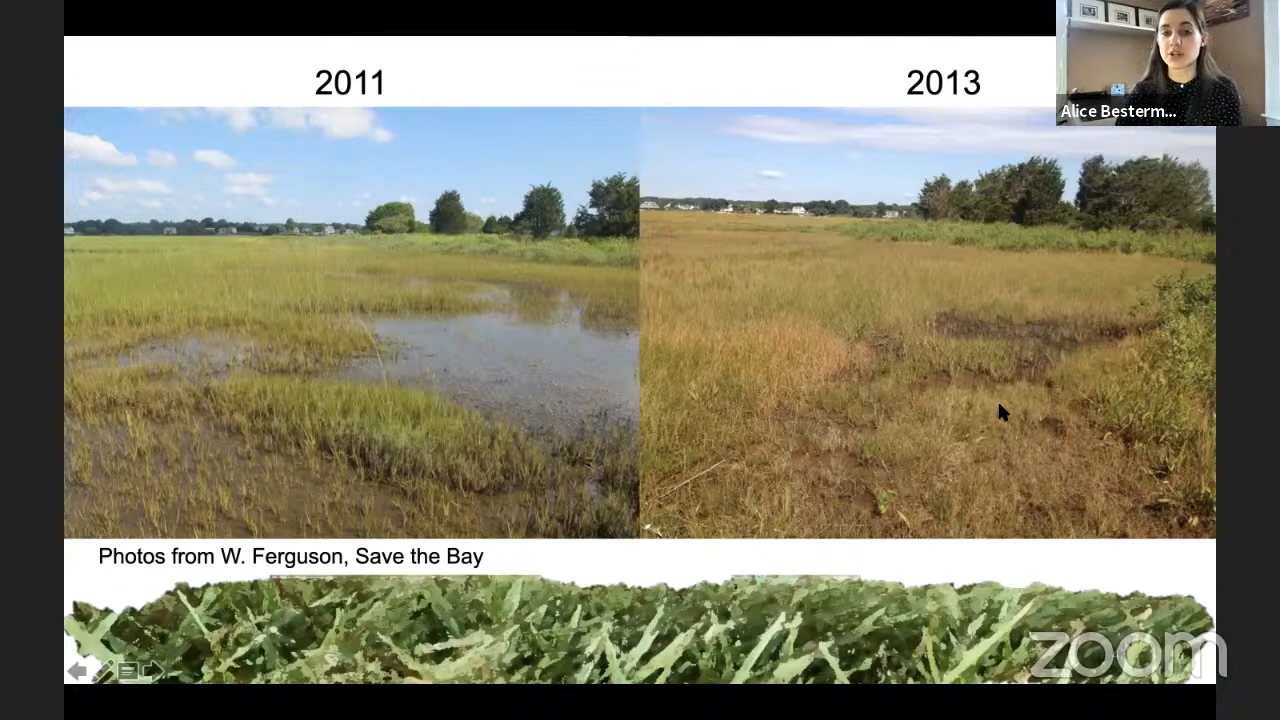 2011
2013
Alice Besterm...
Photos from W. Ferguson, Save the Bay
zoom